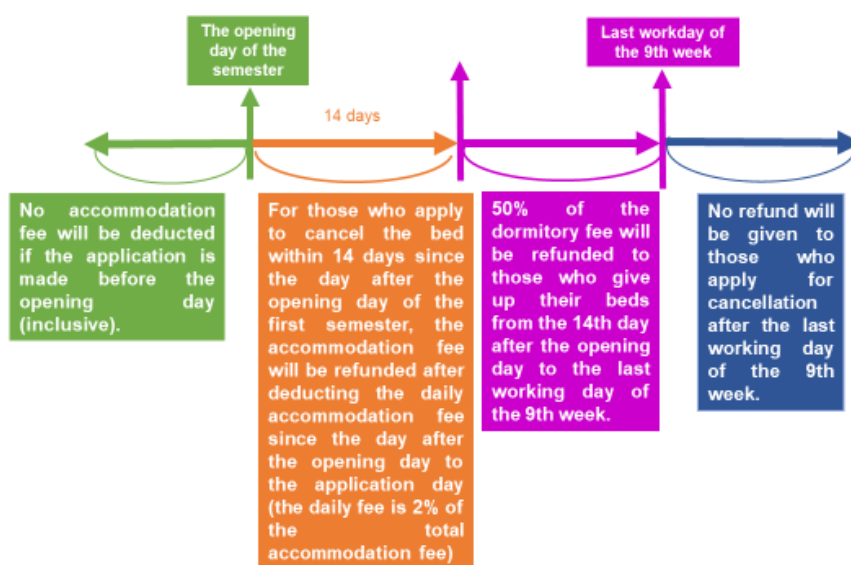 The opening
day of the
semester
Last workday of
the 9th week
14 days
No accommodation
fee will be deducted
if the application is
made before the
opening day
(inclusive).
For those who apply
to cancel the bed
within 14 days since
the day after the
opening day of the
first semester, the
accommodation fee
will be refunded after
deducting the daily
accommodation fee
since the day after
the opening day to
the application day
(the daily fee is 2% of
the total
accommodation fee)
50% of the
dormitory fee will
be refunded to
those who give
up their beds
from the 14th day
after the opening
day to the last
working day of
the 9th week.
No refund will
be given to
those who
apply for
cancellation
after the last
working day
of the 9th
week.